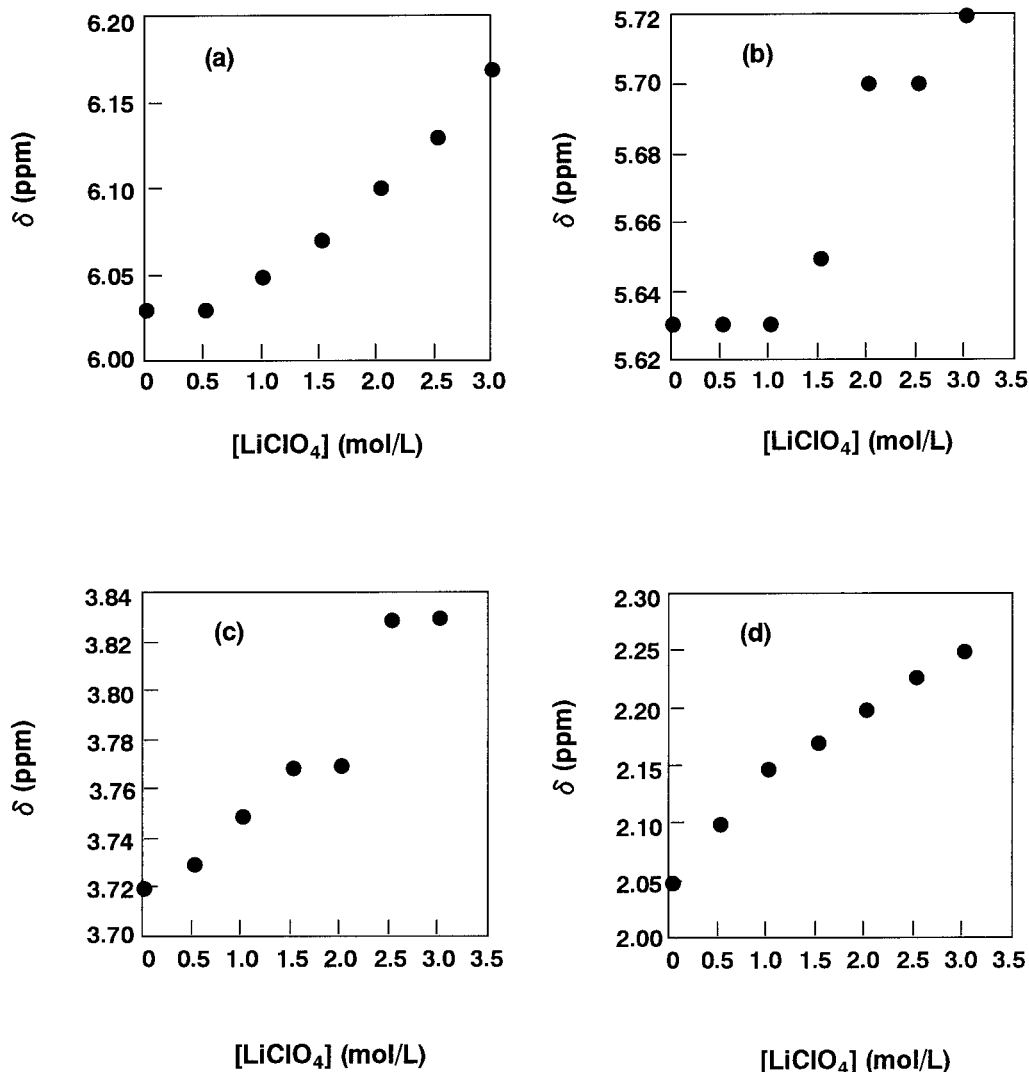 6.20
(a)
6.15
6.10
6.05
6.00
δ (ppm)
0 0.5 1.0 1.5 2.0 2.5 3.0
[LiClO4] (mol/L)
5.72
(b)
5.70
5.68
5.66
5.64
5.62
δ (ppm)
0 0.5 1.0 1.5 2.0 2.5 3.0 3.5
[LiClO4] (mol/L)
3.84
(c)
3.82
3.80
3.78
3.76
3.74
3.72
3.70
δ (ppm)
0 0.5 1.0 1.5 2.0 2.5 3.0 3.5
[LiClO4] (mol/L)
2.30
(d)
2.25
2.20
2.15
2.10
2.05
2.00
δ (ppm)
0 0.5 1.0 1.5 2.0 2.5 3.0 3.5
[LiClO4] (mol/L)